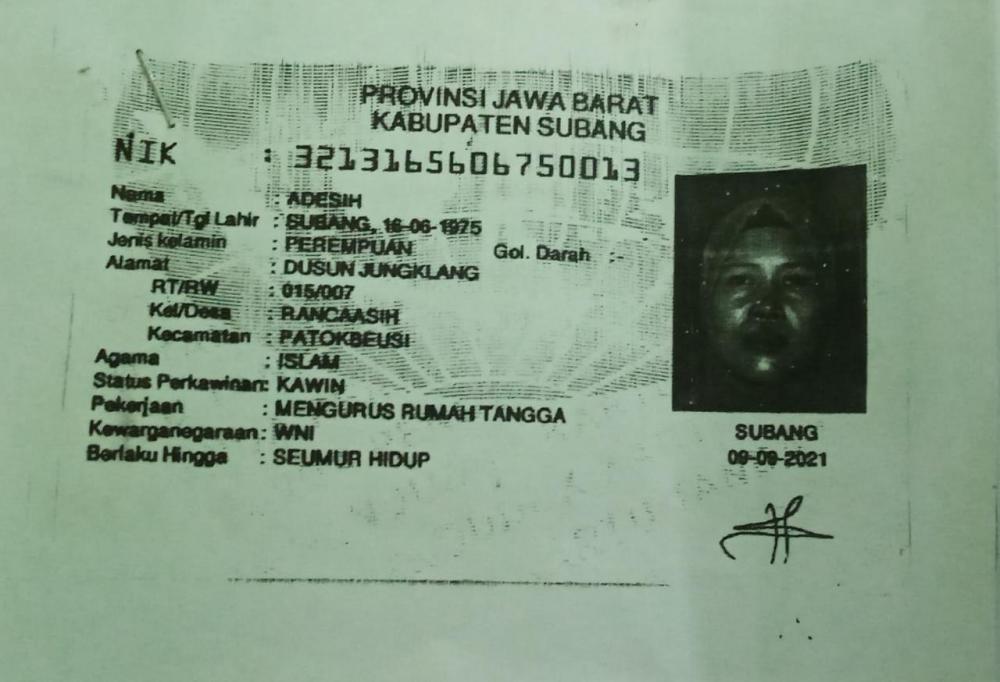 PROVINSI JAWA BARAT
KABUPATEN SUBANG
NIK : 3213165606750013
Nama : ADESIH
Tempat/Tgl Lahir : SUBANG, 16-06-1975
Jenis kelamin : PEREMPUAN Gol. Darah :-
Alamat : DUSUN JUNGKLANG
RT/RW : 015/007
Kel/Desa : RANCAASIH
Kecamatan : PATOKBEUSI
Agama : ISLAM
Status Perkawinan: KAWIN
Pekerjaan : MENGURUS RUMAH TANGGA
Kewarganegaraan: WNI
Berlaku Hingga : SEUMUR HIDUP
SUBANG
09-09-2021